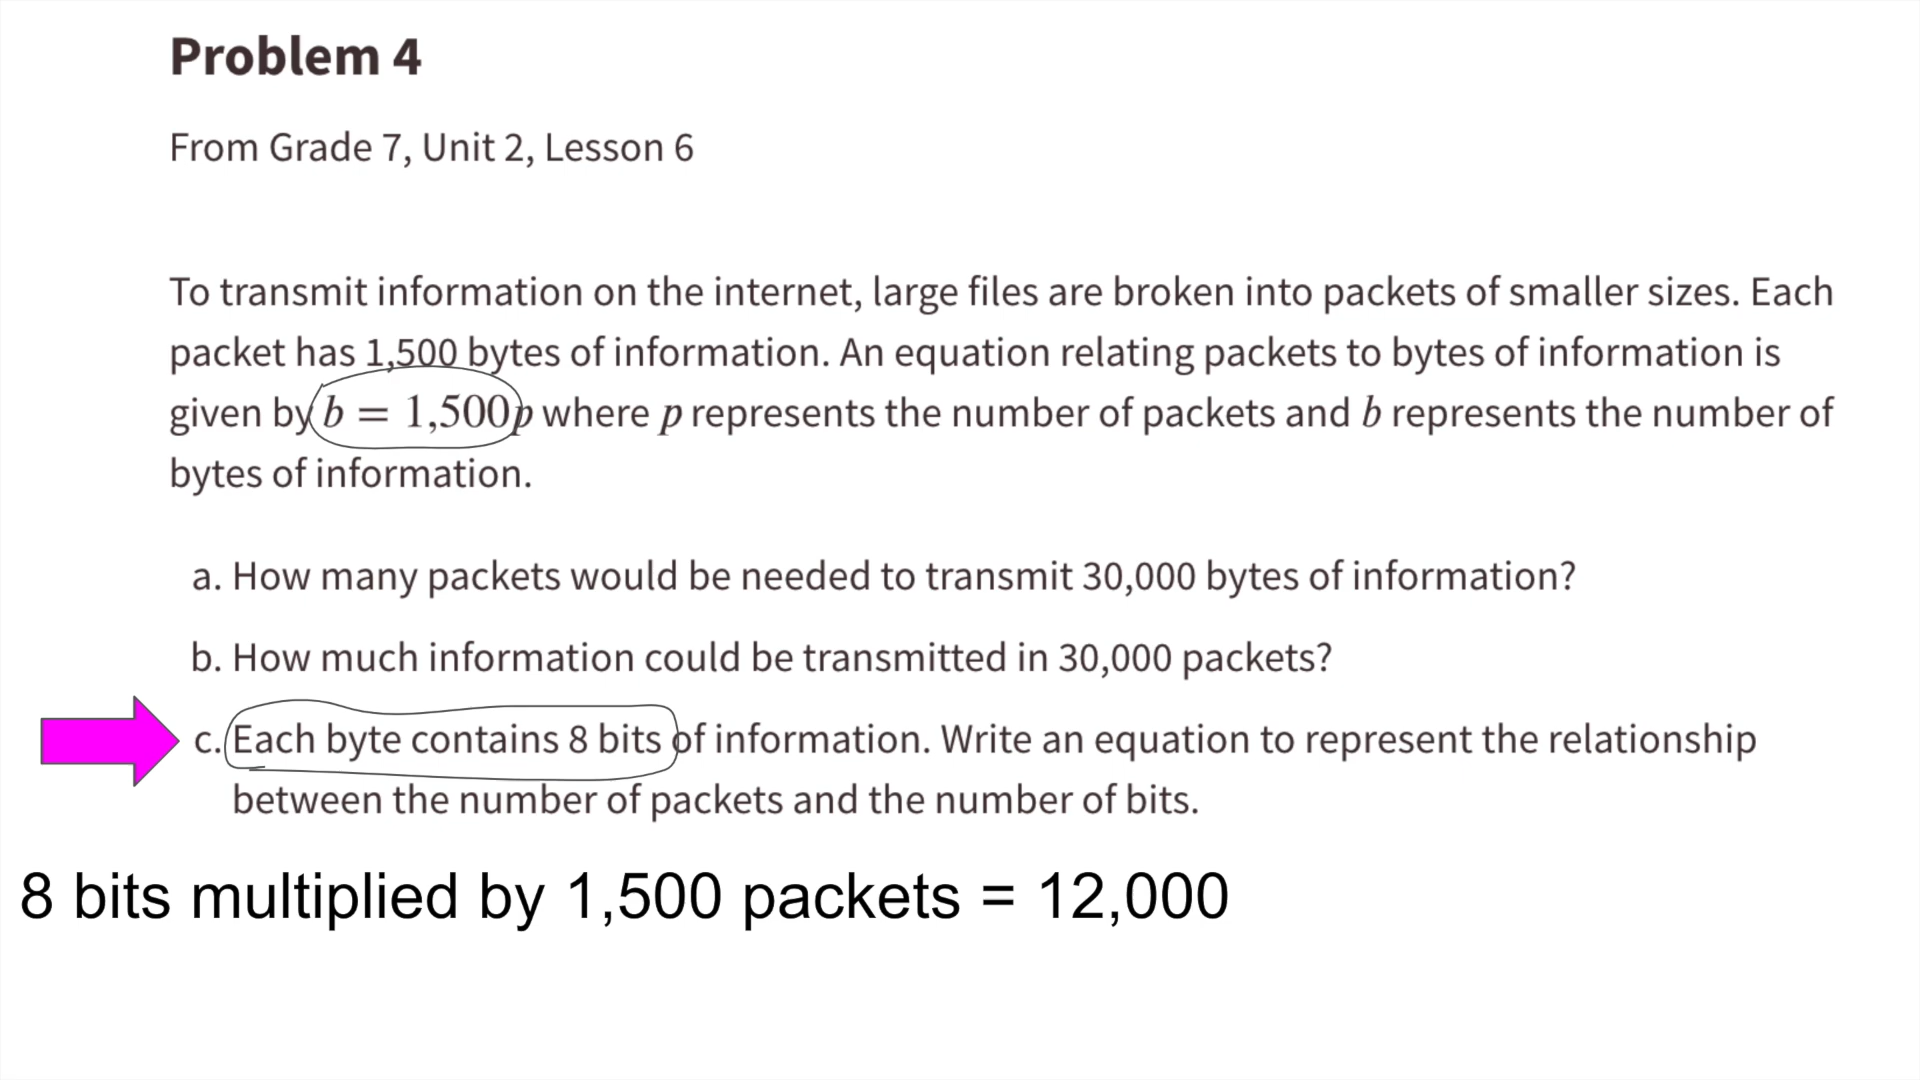 Problem 4
From Grade 7, Unit 2, Lesson 6
To transmit information on the internet, large files are broken into packets of smaller sizes. Each
packet has 1,500 bytes of information. An equation relating packets to bytes of information is
given by b = 1,500p where p represents the number of packets and b represents the number of
bytes of information.
a. How many packets would be needed to transmit 30,000 bytes of information?
b. How much information could be transmitted in 30,000 packets?
c. Each byte contains 8 bits of information. Write an equation to represent the relationship
between the number of packets and the number of bits.
8 bits multiplied by 1,500 packets = 12,000